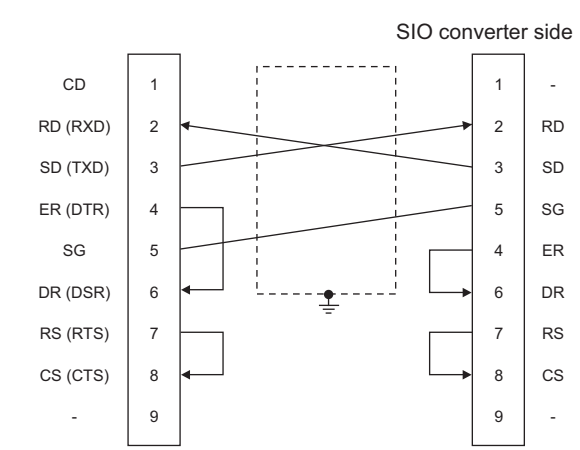 SIO converter side
CD 1 1 -
RD (RXD) 2 2 RD
SD (TXD) 3 3 SD
ER (DTR) 4 5 SG
SG 5 4 ER
DR (DSR) 6 6 DR
RS (RTS) 7 7 RS
CS (CTS) 8 8 CS
- 9 9 -